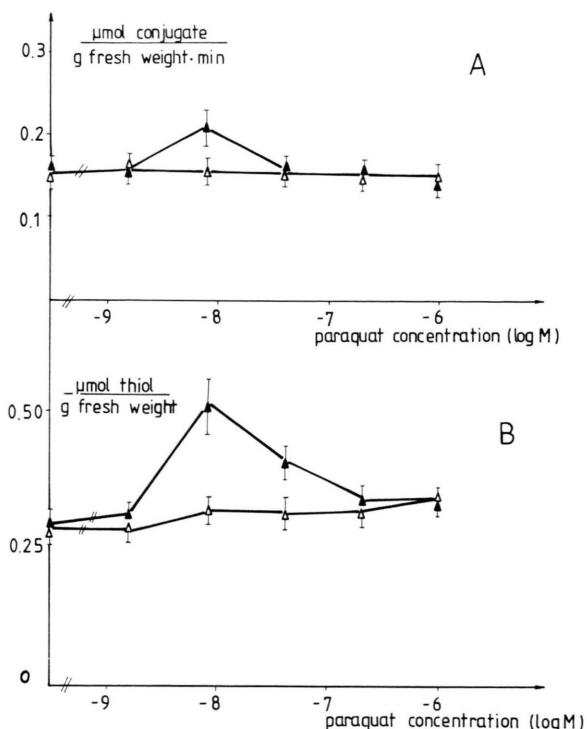 µmol conjugate
g fresh weight·min
A
0.3
0.2
0.1
-9 -8 -7 -6
paraquat concentration (log M)
µmol thiol
g fresh weight
B
0.50
0.25
0
-9 -8 -7 -6
paraquat concentration (log M)